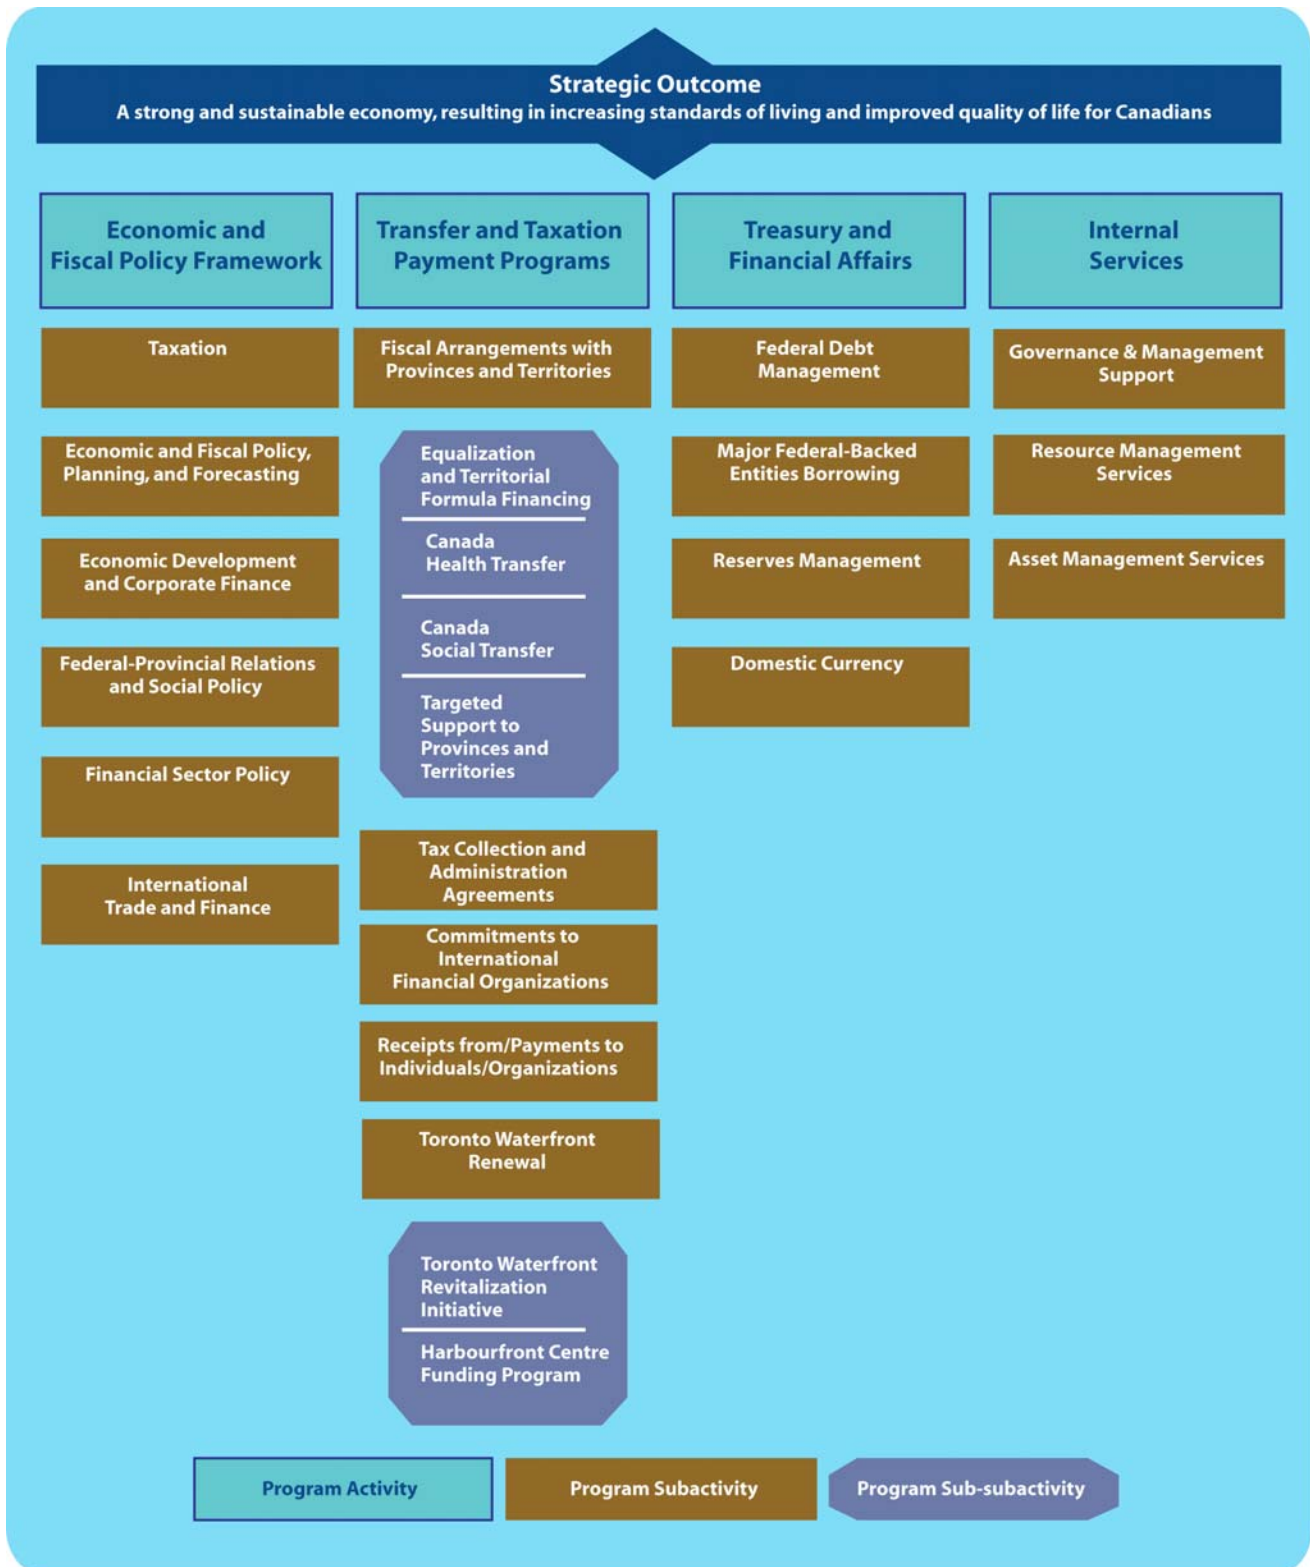 Strategic Outcome
A strong and sustainable economy, resulting in increasing standards of living and improved quality of life for Canadians
Economic and
Fiscal Policy Framework
Transfer and Taxation
Payment Programs
Treasury and
Financial Affairs
Internal
Services
Taxation
Economic and Fiscal Policy,
Planning, and Forecasting
Economic Development
and Corporate Finance
Federal-Provincial Relations
and Social Policy
Financial Sector Policy
International
Trade and Finance
Fiscal Arrangements with
Provinces and Territories
Equalization
and Territorial
Formula Financing
Canada
Health Transfer
Canada
Social Transfer
Targeted
Support to
Provinces and
Territories
Tax Collection and
Administration
Agreements
Commitments to
International
Financial Organizations
Receipts from/Payments to
Individuals/Organizations
Toronto Waterfront
Renewal
Toronto Waterfront
Revitalization
Initiative
Harbourfront Centre
Funding Program
Federal Debt
Management
Major Federal-Backed
Entities Borrowing
Reserves Management
Domestic Currency
Governance & Management
Support
Resource Management
Services
Asset Management Services
Program Activity
Program Subactivity
Program Sub-subactivity